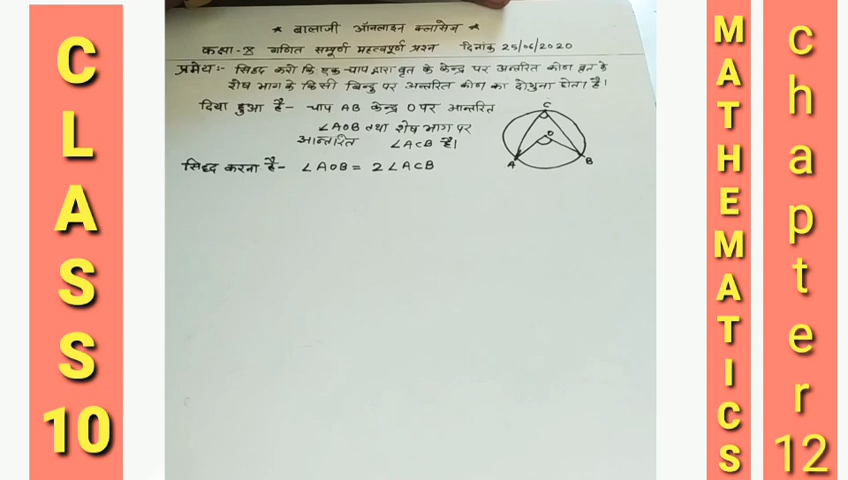 CLASS 10
★ बालाजी ऑनलाइन क्लासेज ★
कक्षा-X गणित सम्पूर्ण महत्वपूर्ण प्रश्न दिनांक 25/06/2020
प्रमेय:- सिद्ध करो कि एक चाप द्वारा वृत के केन्द्र पर अन्तरित कोण वृत के
शेष भाग के किसी बिन्दु पर अन्तरित कोण का दोगुना होता है।
दिया हुआ है- चाप AB केन्द्र O पर आन्तरित
∠AOB तथा शेष भाग पर
आन्तरित ∠ACB है।
सिद्ध करना है- ∠AOB = 2∠ACB
C
O
A B
MATHEMATICS
chapter 12